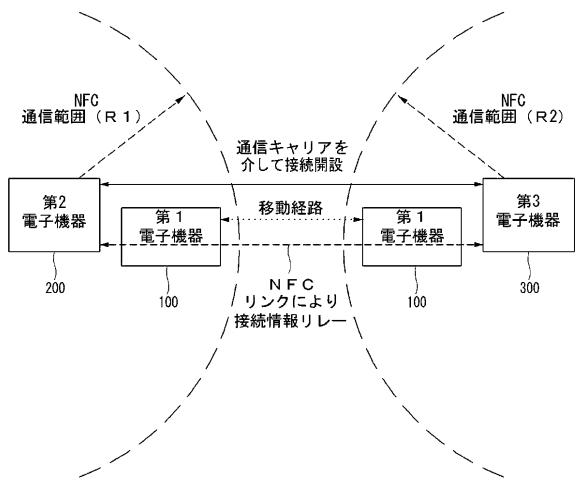 NFC
通信範囲(R1)
NFC
通信範囲(R2)
通信キャリアを
介して接続開設
第2
電子機器
第1
電子機器
移動経路
第1
電子機器
第3
電子機器
200
100
NFC
リンクにより
接続情報リレー
100
300